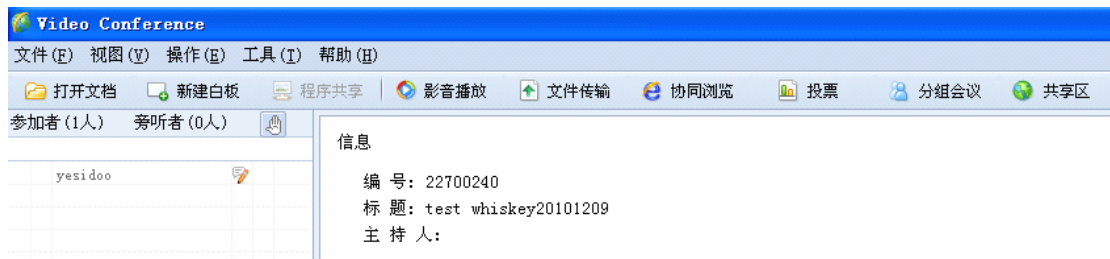 Video Conference
文件(F) 视图(V) 操作(E) 工具(T) 帮助(H)
打开文档 新建白板 程序共享 影音播放 文件传输 协同浏览 投票 分组会议 共享区
参加者(1人) 旁听者(0人)
信息
yesidoo
编 号: 22700240
标 题: test whiskey20101209
主 持 人: